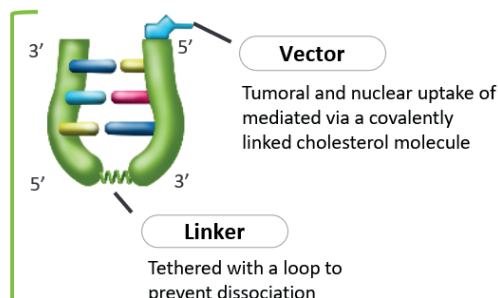 3’
5’
Vector
Tumoral and nuclear uptake of
mediated via a covalently
linked cholesterol molecule
5’
3’
Linker
Tethered with a loop to
prevent dissociation